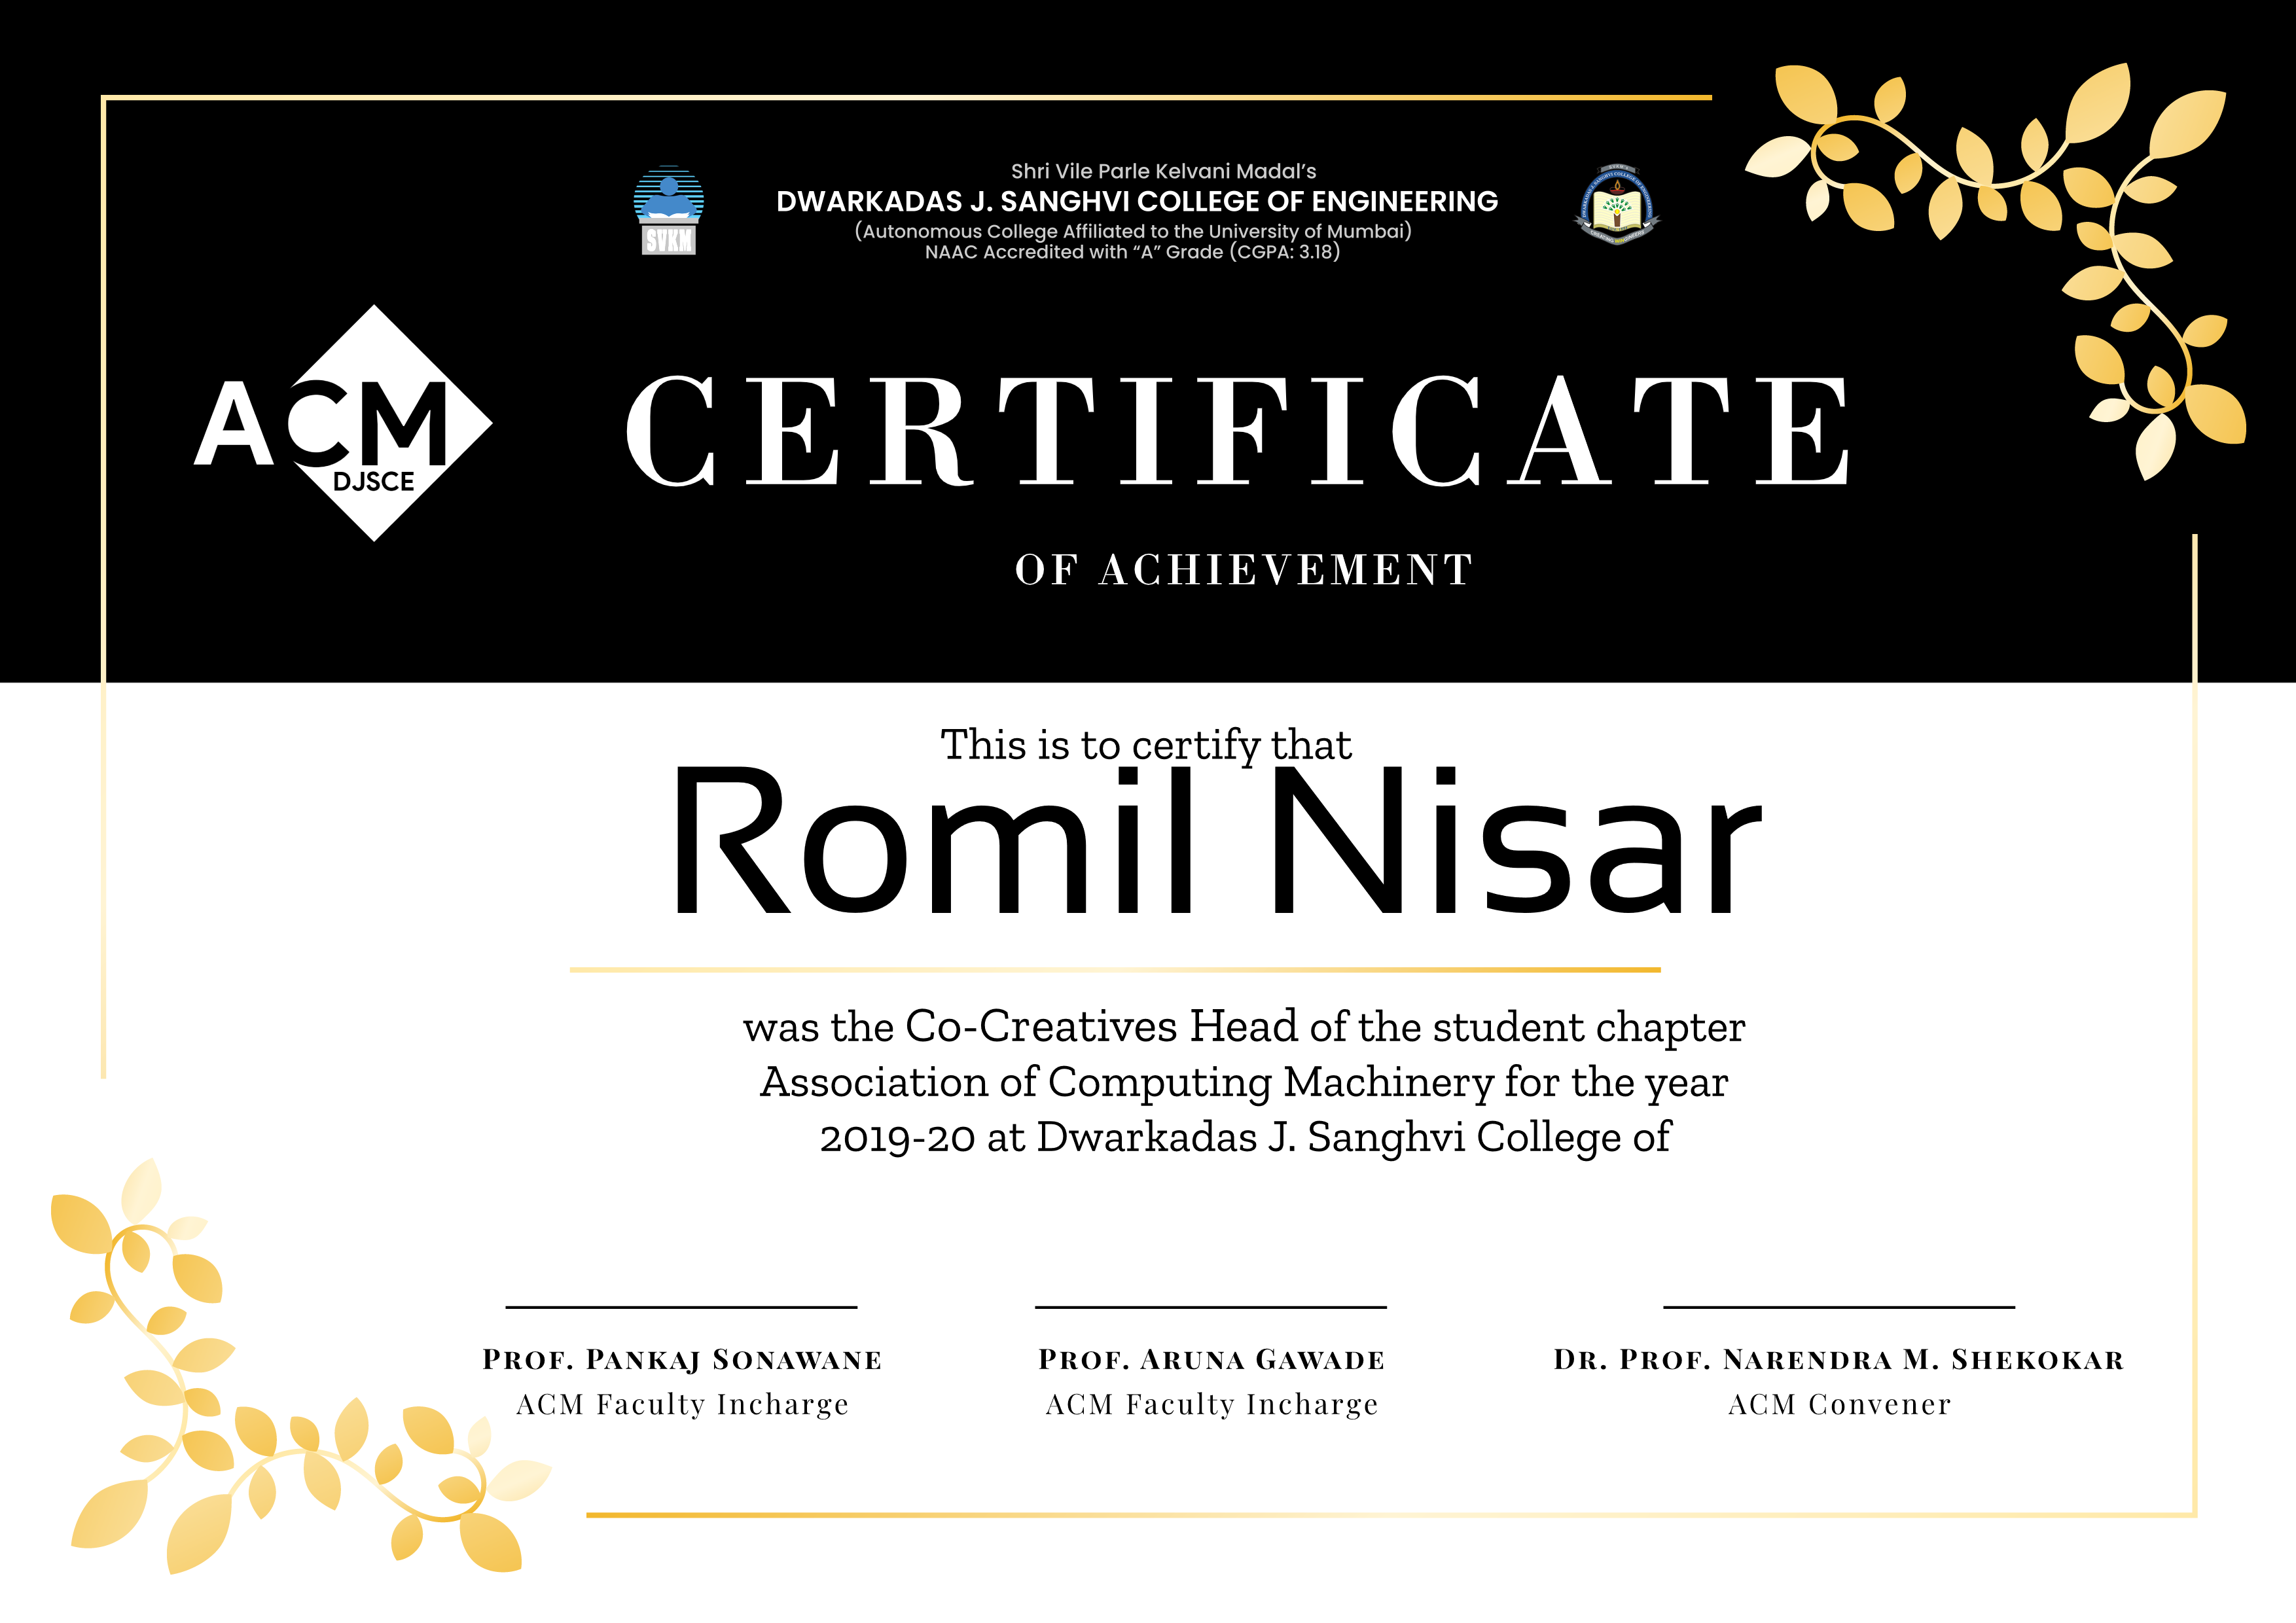 Shri Vile Parle Kelvani Madal's
DWARKADAS J. SANGHVI COLLEGE OF ENGINEERING
(Autonomous College Affiliated to the University of Mumbai)
NAAC Accredited with “A” Grade (CGPA: 3.18)
SVKM
ACM
DJSCE
CERTIFICATE
OF ACHIEVEMENT
This is to certify that
Romil Nisar
was the Co-Creatives Head of the student chapter
Association of Computing Machinery for the year
2019-20 at Dwarkadas J. Sanghvi College of
PROF. PANKAJ SONAWANE
ACM Faculty Incharge
PROF. ARUNA GAWADE
ACM Faculty Incharge
DR. PROF. NARENDRA M. SHEKOKAR
ACM Convener